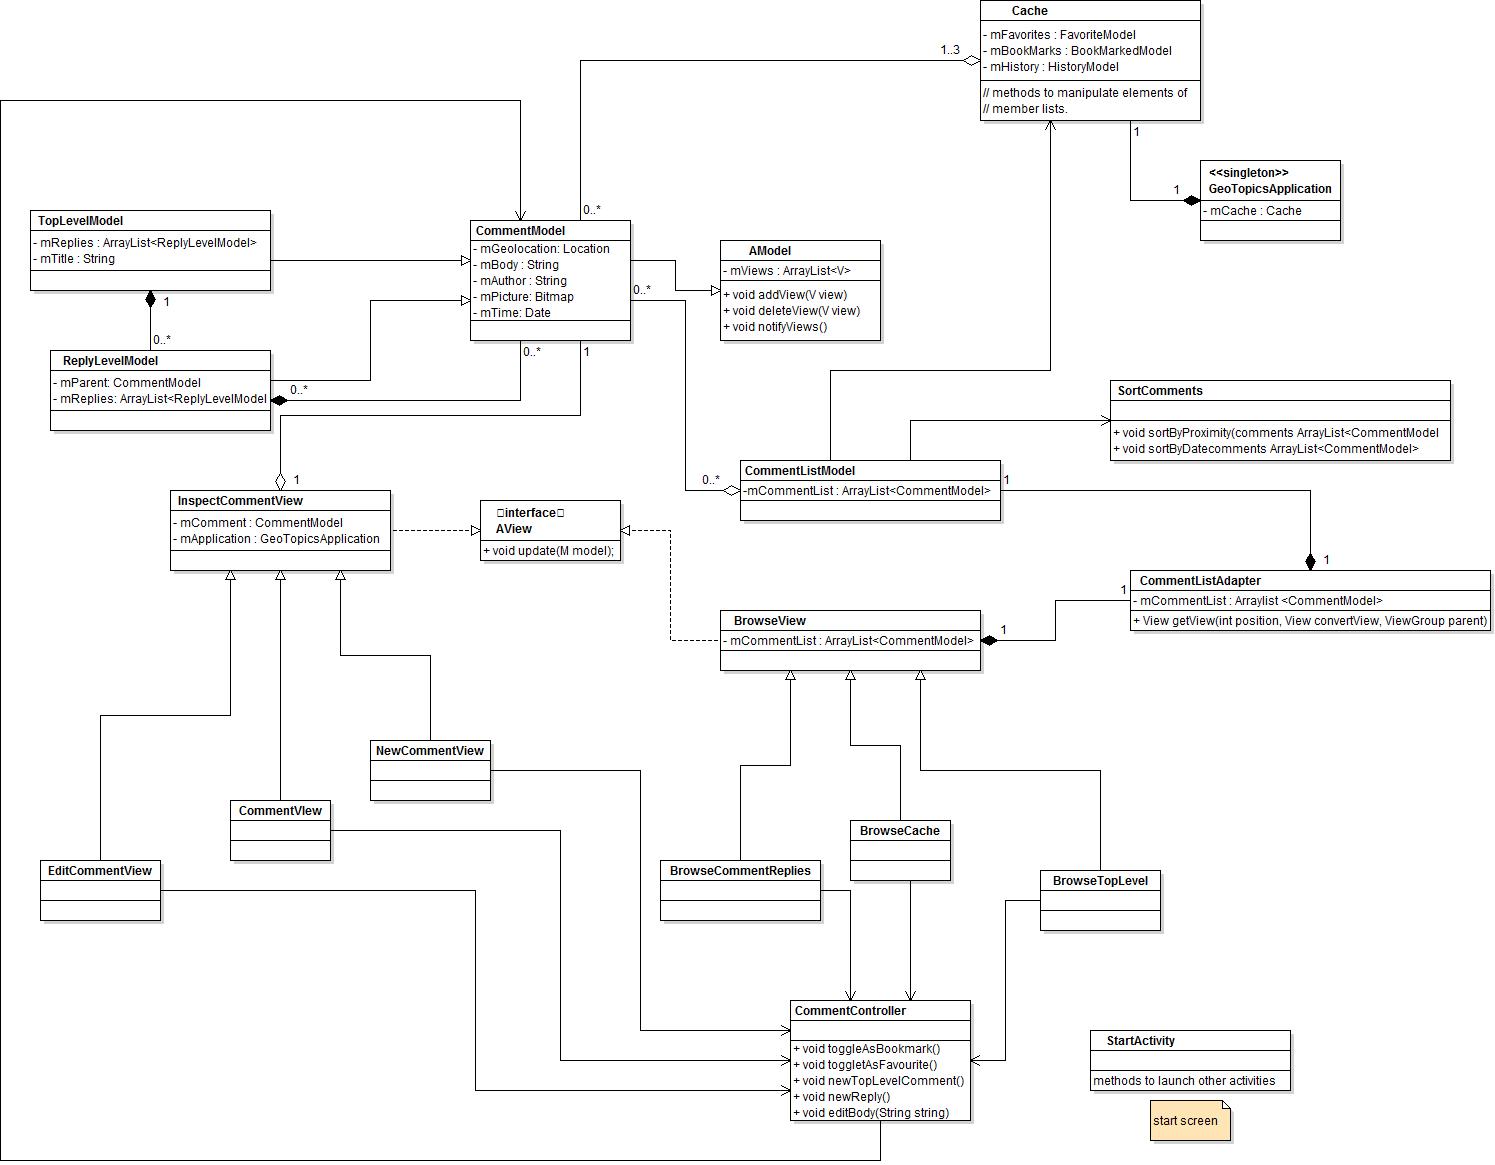 Cache
- mFavorites : FavoriteModel
- mBookMarks : BookMarkedModel
- mHistory : HistoryModel
// methods to manipulate elements of
// member lists.
1..3
1
<<singleton>>
GeoTopicsApplication
- mCache : Cache
1
TopLevelModel
- mReplies : ArrayList<ReplyLevelModel>
- mTitle : String
1
0..*
ReplyLevelModel
- mParent: CommentModel
- mReplies: ArrayList<ReplyLevelModel
0..*
0..*
CommentModel
- mGeolocation: Location
- mBody : String
- mAuthor : String
- mPicture: Bitmap
- mTime: Date
0..*
0..*
1
AModel
- mViews : ArrayList<V>
+ void addView(V view)
+ void deleteView(V view)
+ void notifyViews()
SortComments
+ void sortByProximity(comments ArrayList<CommentModel
+ void sortByDatecomments ArrayList<CommentModel>
0..*
CommentListModel
-mCommentList : ArrayList<CommentModel>
1
1
InspectCommentView
- mComment : CommentModel
- mApplication : GeoTopicsApplication
1
□interface□
AView
+ void update(M model);
1
CommentListAdapter
- mCommentList : Arraylist <CommentModel>
+ View getView(int position, View convertView, ViewGroup parent)
1
BrowseView
- mCommentList : ArrayList<CommentModel>
1
NewCommentView
CommentVIew
EditCommentView
BrowseCommentReplies
BrowseCache
BrowseTopLevel
CommentController
+ void toggleAsBookmark()
+ void toggletAsFavourite()
+ void newTopLevelComment()
+ void newReply()
+ void editBody(String string)
StartActivity
methods to launch other activities
start screen